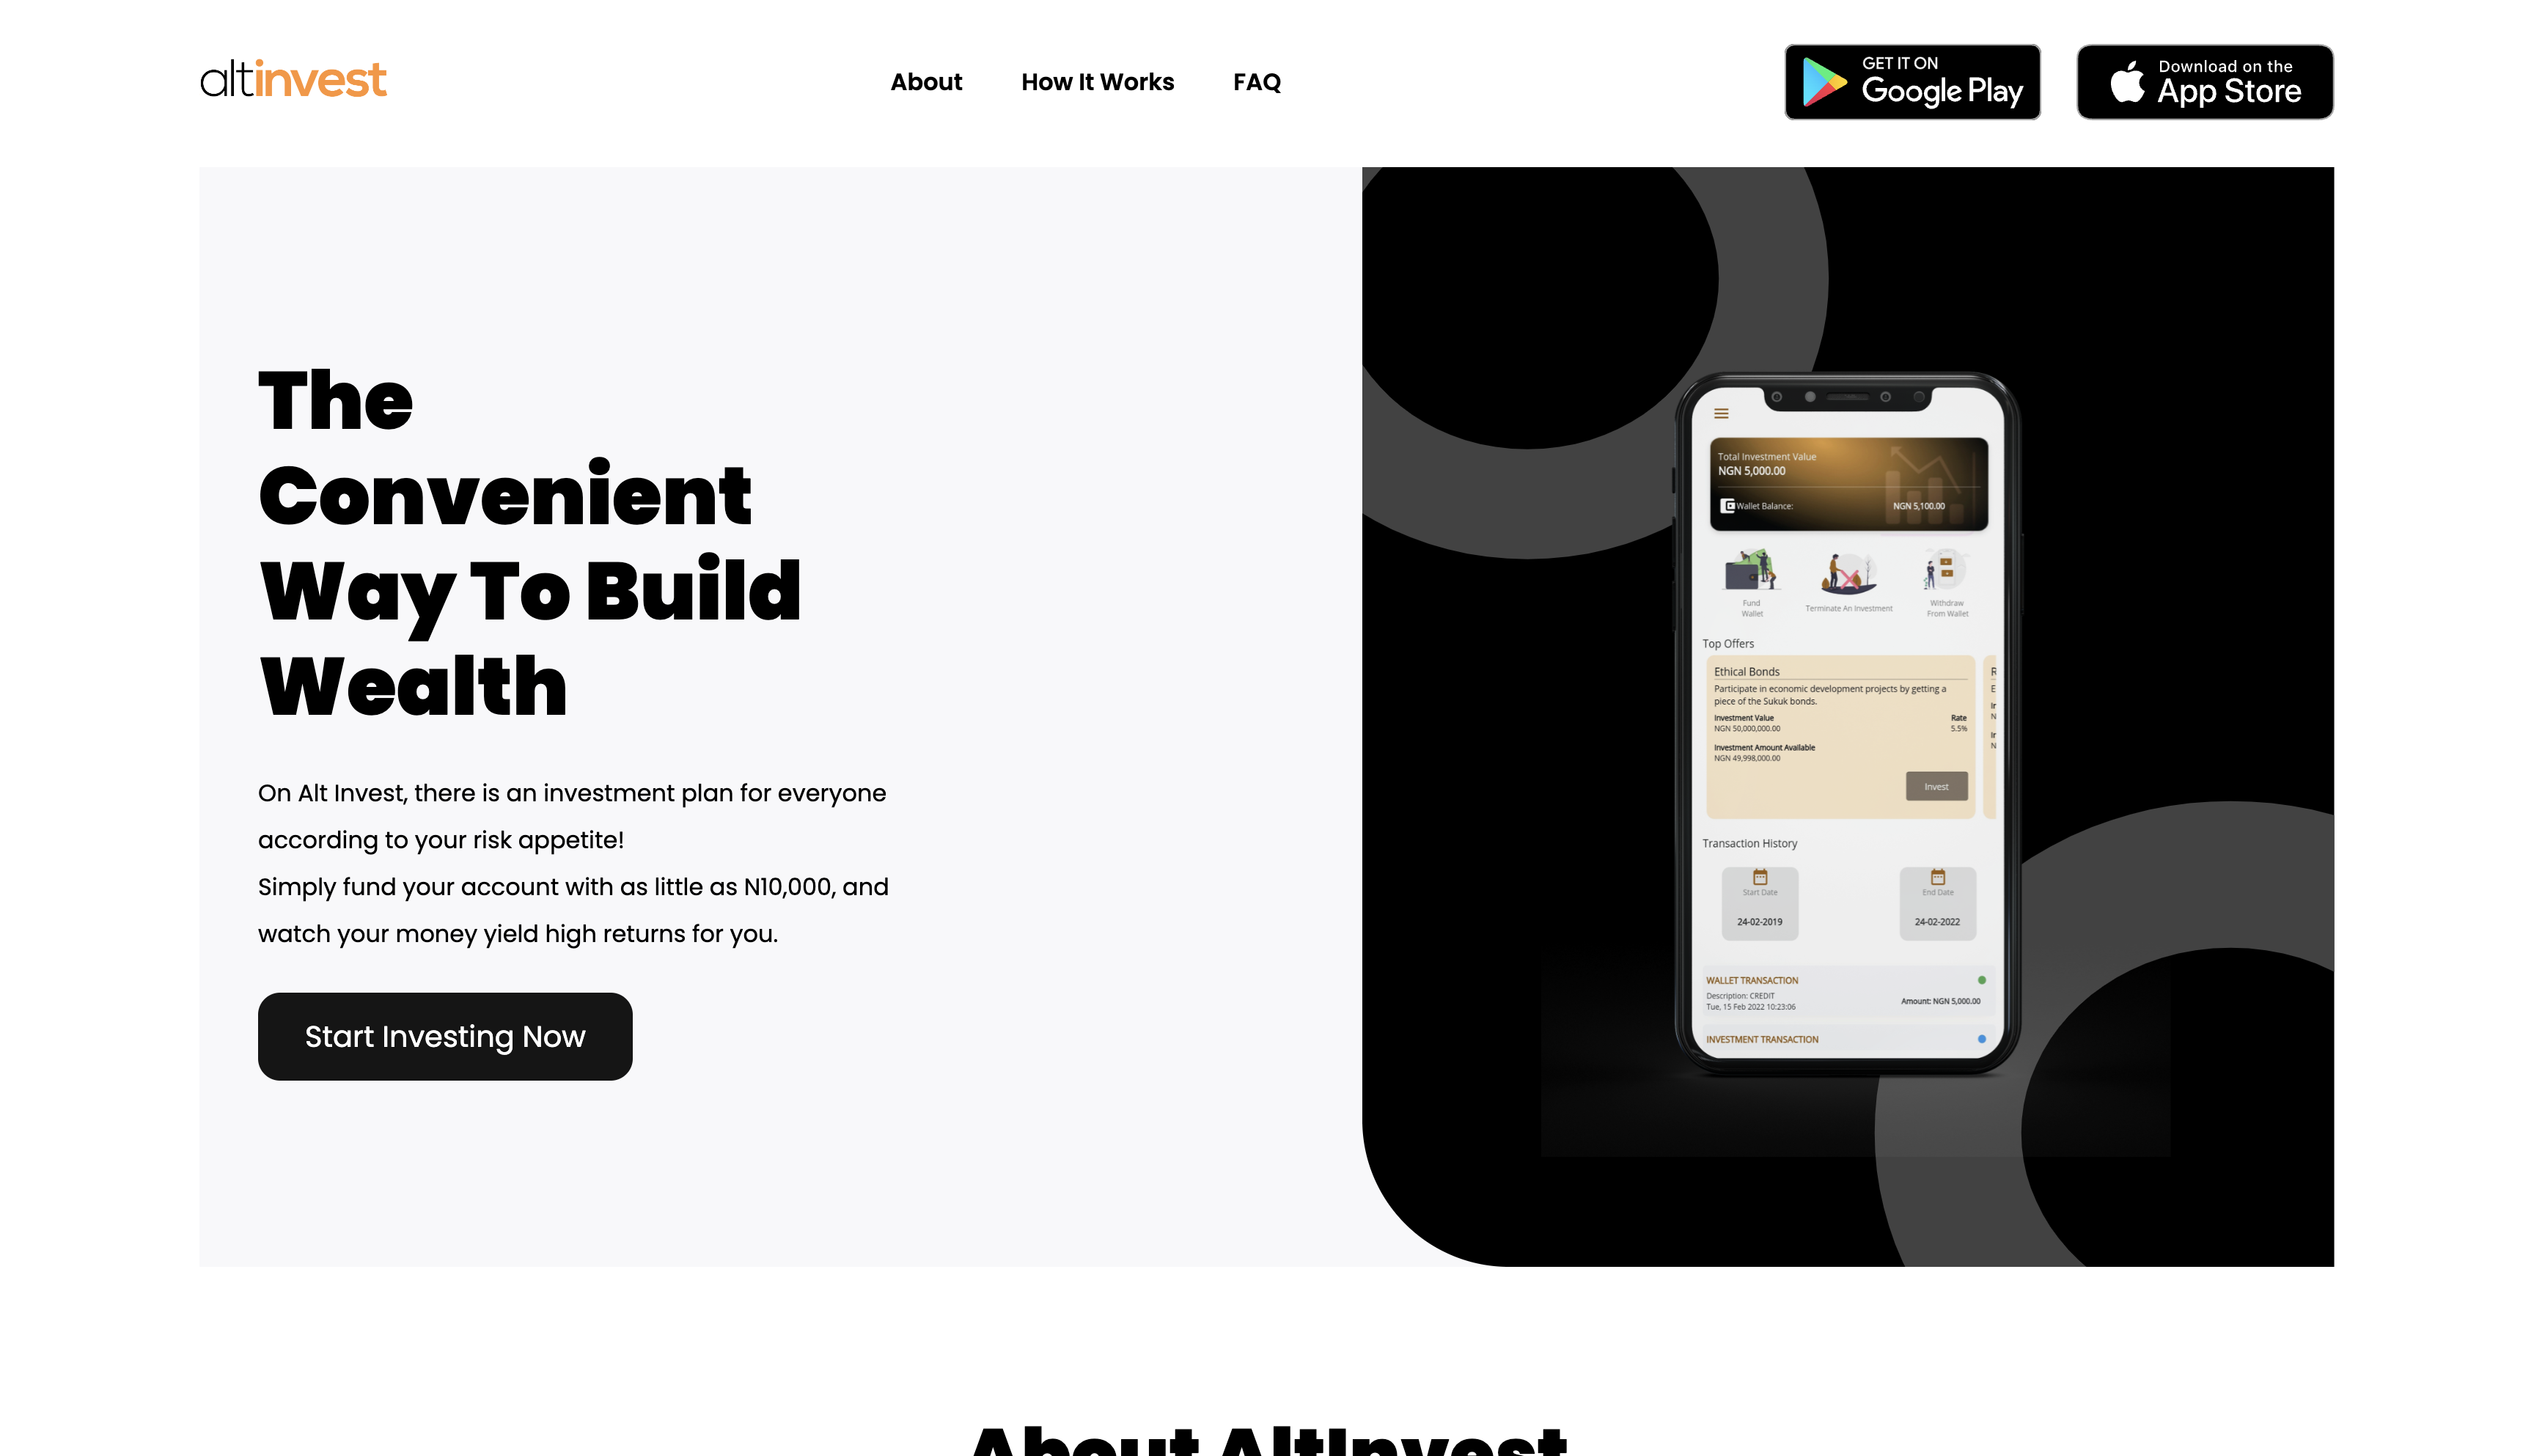 altinvest
About
How It Works
FAQ
GET IT ON
Google Play
Download on the
App Store
The
Convenient
Way To Build
Wealth
On Alt Invest, there is an investment plan for everyone
according to your risk appetite!
Simply fund your account with as little as N10,000, and
watch your money yield high returns for you.
Start Investing Now
Total Investment Value
NGN 5,000.00
Wallet Balance:
NGN 5,100.00
Fund
Wallet
Terminate An Investment
Withdraw
From Wallet
Top Offers
Ethical Bonds
Participate in economic development projects by getting a
piece of the Sukuk bonds.
Investment Value
Rate
NGN 50,000,000.00
5.5%
Investment Amount Available
NGN 49,998,000.00
Invest
Transaction History
Start Date
24-02-2019
End Date
24-02-2022
WALLET TRANSACTION
Description: CREDIT
Tue, 15 Feb 2022 10:23:06
Amount: NGN 5,000.00
INVESTMENT TRANSACTION
About AltInvest